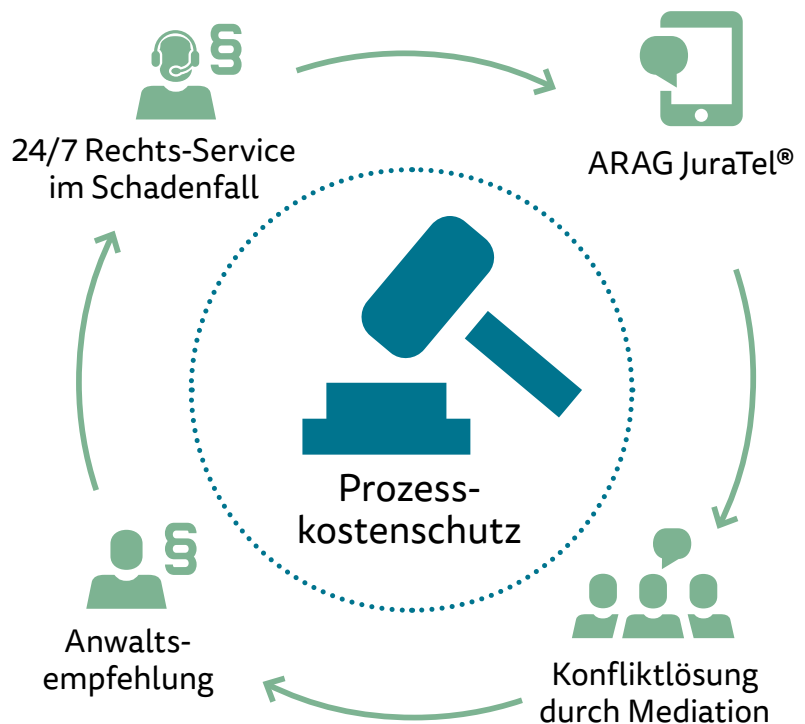 §
24/7 Rechts-Service
im Schadenfall
ARAG JuraTel®
Prozess-
kostenschutz
§
Anwalts-
empfehlung
Konfliktlösung
durch Mediation